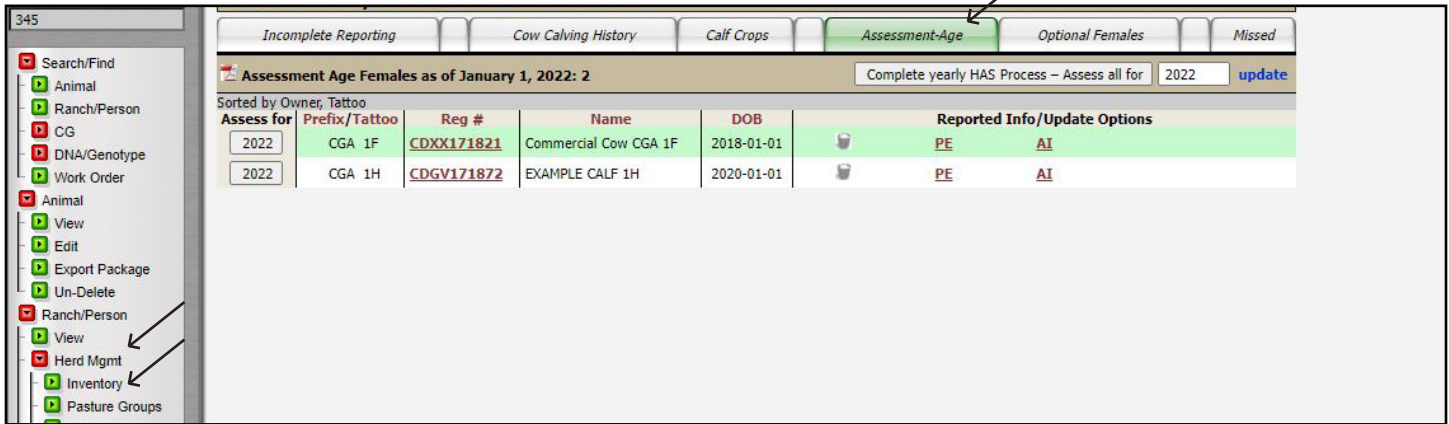 345
Search/Find
Animal
Ranch/Person
CG
DNA/Genotype
Work Order
Animal
View
Edit
Export Package
Un-Delete
Ranch/Person
View
Herd Mgmt
Inventory
Pasture Groups
Incomplete Reporting Cow Calving History Calf Crops Assessment-Age Optional Females Missed
Assessment Age Females as of January 1, 2022: 2 Complete yearly HAS Process – Assess all for 2022 update
Sorted by Owner, Tattoo
Assess for Prefix/Tattoo Reg # Name DOB Reported Info/Update Options
2022 CGA 1F CDXX171821 Commercial Cow CGA 1F 2018-01-01 PE AI
2022 CGA 1H CDGV171872 EXAMPLE CALF 1H 2020-01-01 PE AI